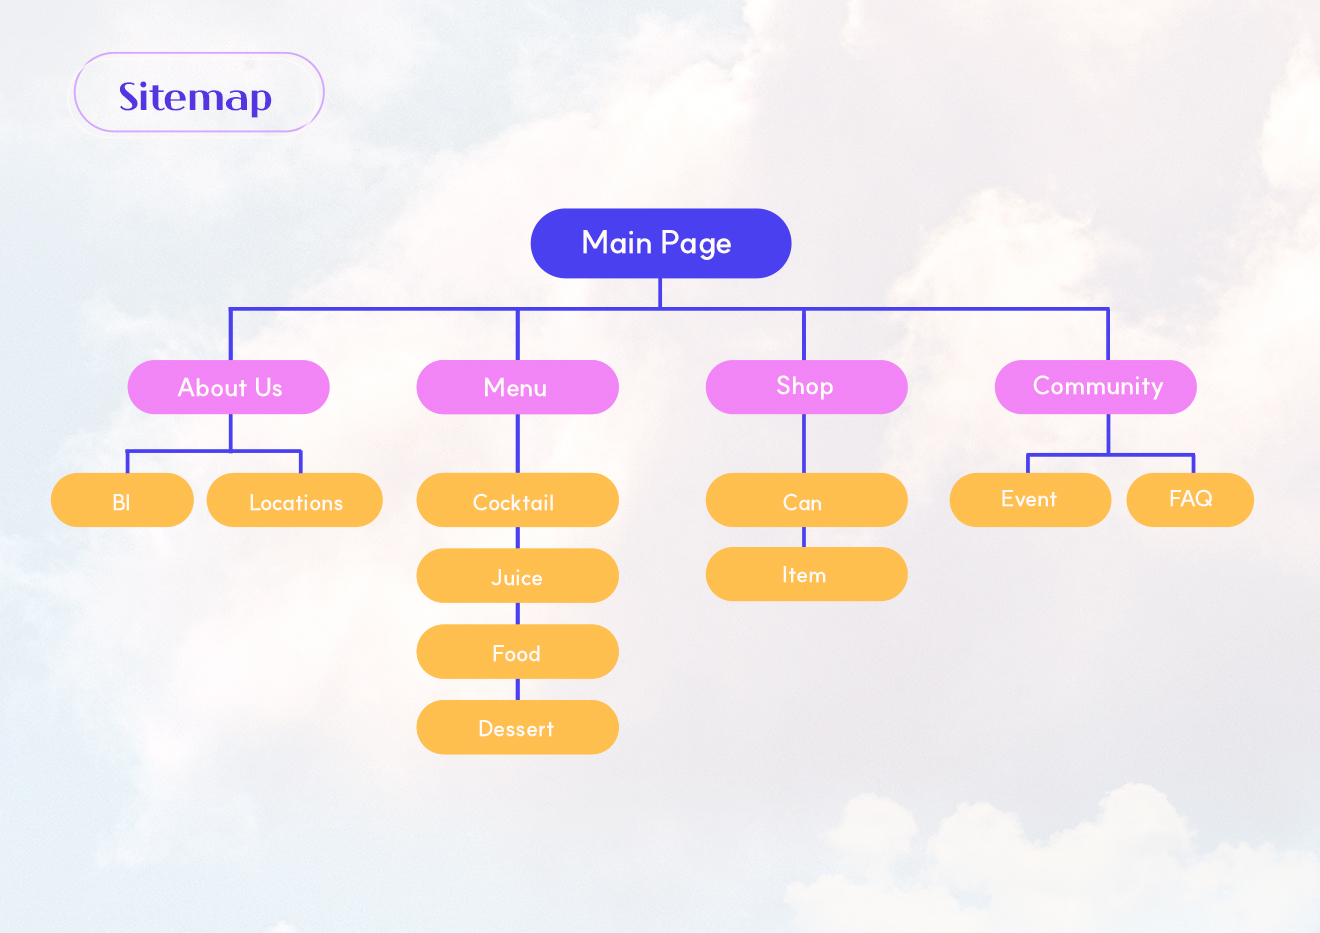 Sitemap
Main Page
About Us
Menu
Shop
Community
BI
Locations
Cocktail
Can
Event
FAQ
Juice
Item
Food
Dessert